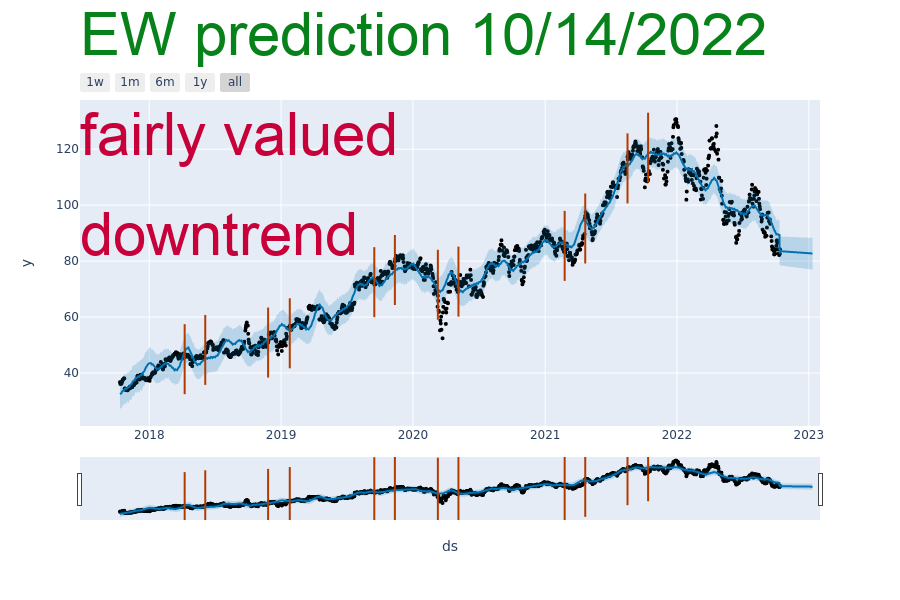 EW prediction 10/14/2022
1w 1m 6m 1y all
fairly valued
downtrend
120
100
80
60
40
y
2018 2019 2020 2021 2022 2023
ds